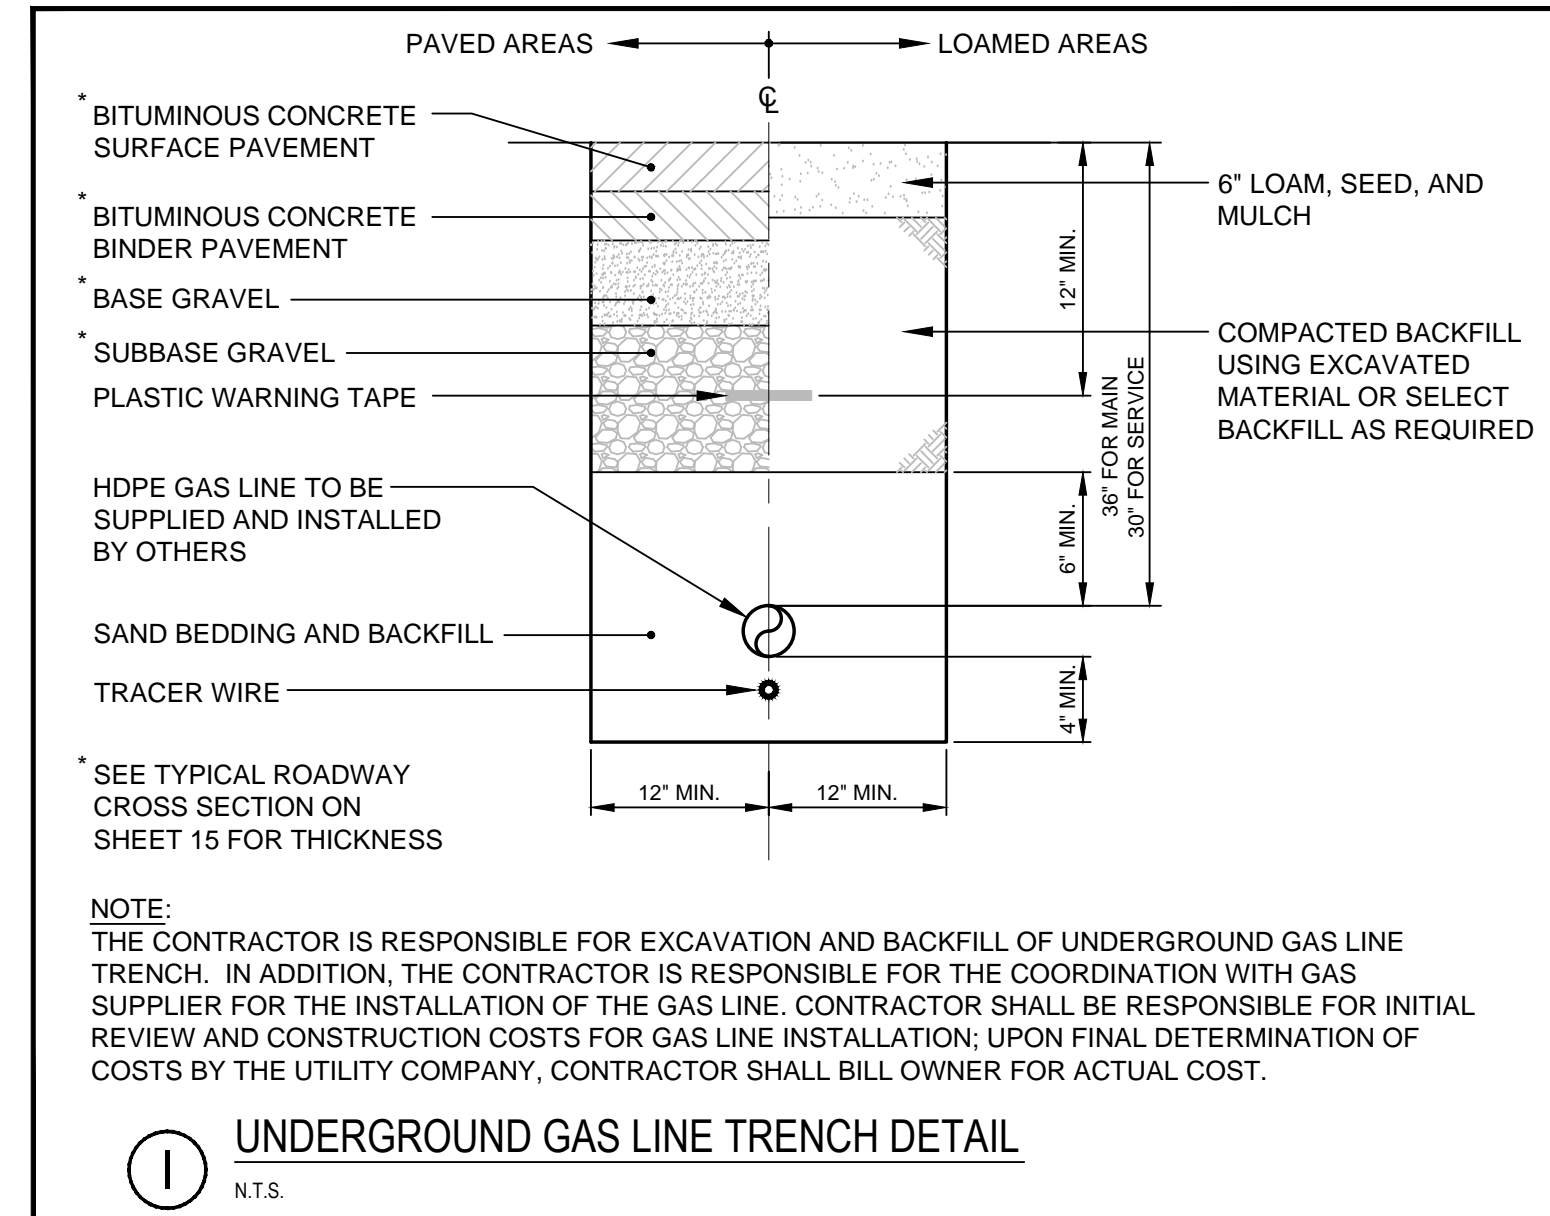 PAVED AREAS
LOAMED AREAS
℄
* BITUMINOUS CONCRETE
SURFACE PAVEMENT
* BITUMINOUS CONCRETE
BINDER PAVEMENT
* BASE GRAVEL
* SUBBASE GRAVEL
PLASTIC WARNING TAPE
HDPE GAS LINE TO BE
SUPPLIED AND INSTALLED
BY OTHERS
SAND BEDDING AND BACKFILL
TRACER WIRE
* SEE TYPICAL ROADWAY
CROSS SECTION ON
SHEET 15 FOR THICKNESS
12" MIN.
12" MIN.
12" MIN.
6" MIN.
4" MIN.
36" FOR MAIN
30" FOR SERVICE
6" LOAM, SEED, AND
MULCH
COMPACTED BACKFILL
USING EXCAVATED
MATERIAL OR SELECT
BACKFILL AS REQUIRED
NOTE:
THE CONTRACTOR IS RESPONSIBLE FOR EXCAVATION AND BACKFILL OF UNDERGROUND GAS LINE
TRENCH. IN ADDITION, THE CONTRACTOR IS RESPONSIBLE FOR THE COORDINATION WITH GAS
SUPPLIER FOR THE INSTALLATION OF THE GAS LINE. CONTRACTOR SHALL BE RESPONSIBLE FOR INITIAL
REVIEW AND CONSTRUCTION COSTS FOR GAS LINE INSTALLATION; UPON FINAL DETERMINATION OF
COSTS BY THE UTILITY COMPANY, CONTRACTOR SHALL BILL OWNER FOR ACTUAL COST.
I
UNDERGROUND GAS LINE TRENCH DETAIL
N.T.S.